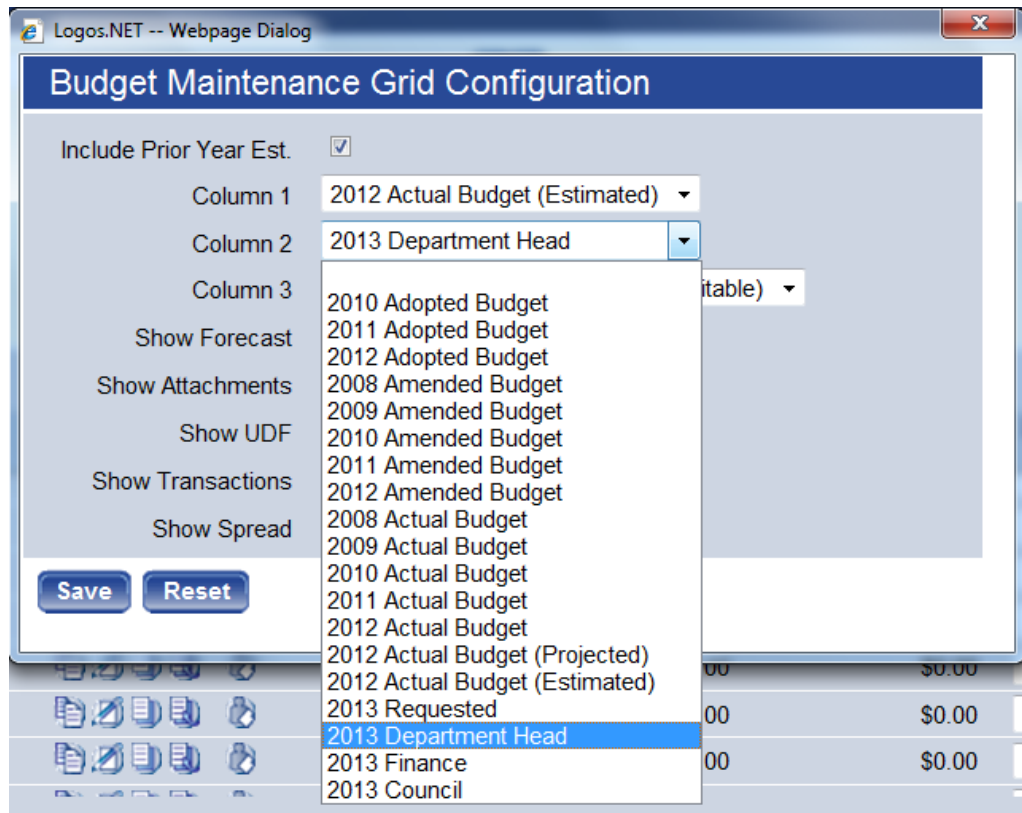 Logos.NET -- Webpage Dialog
Budget Maintenance Grid Configuration
Include Prior Year Est.
Column 1 2012 Actual Budget (Estimated)
Column 2 2013 Department Head
Column 3 itable)
2010 Adopted Budget
Show Forecast 2011 Adopted Budget
2012 Adopted Budget
Show Attachments 2008 Amended Budget
2009 Amended Budget
Show UDF 2010 Amended Budget
2011 Amended Budget
Show Transactions 2012 Amended Budget
2008 Actual Budget
Show Spread 2009 Actual Budget
2010 Actual Budget
Save Reset 2011 Actual Budget
2012 Actual Budget
2012 Actual Budget (Projected)
00 $0.00
2012 Actual Budget (Estimated)
2013 Requested 00 $0.00
2013 Department Head
2013 Finance 00 $0.00
2013 Council